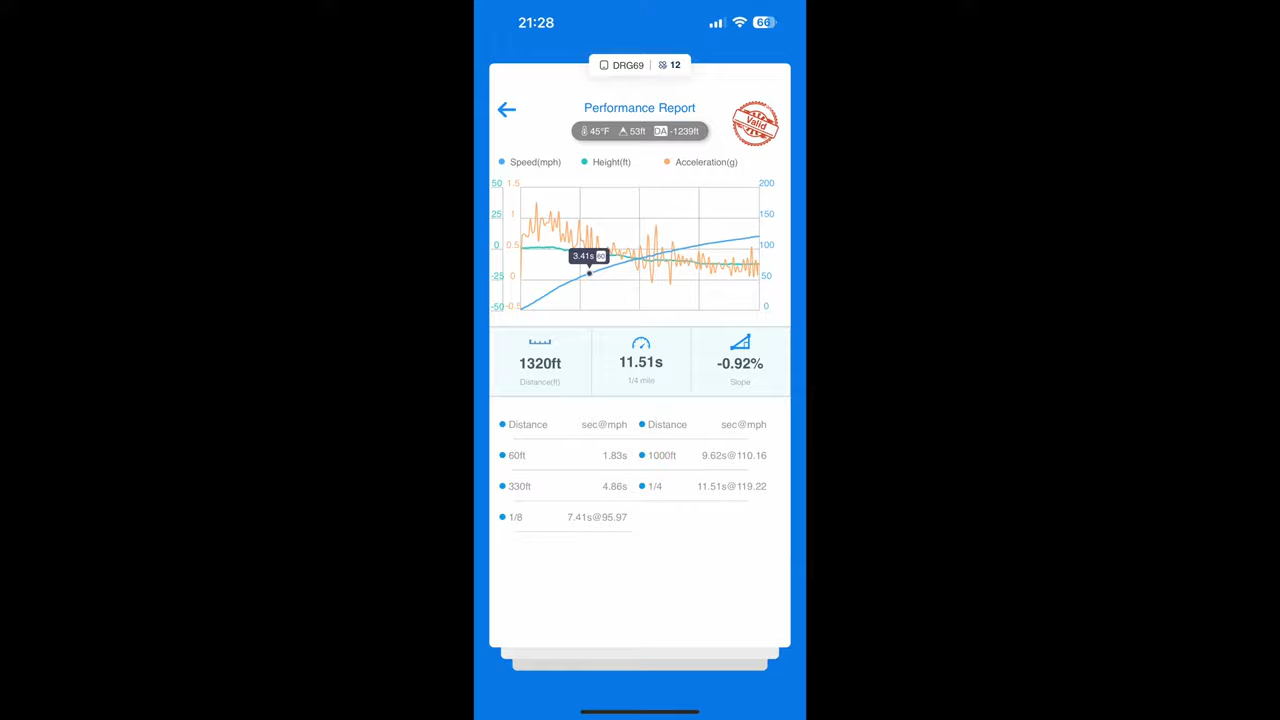 21:28
66
DRG69 12
Performance Report
45°F 53ft DA -1239ft
Valid
Speed(mph) Height(ft) Acceleration(g)
50 1.5 200
25 1 150
0 0.5 100
-25 0 50
-50 -0.5 0
3.41s 60
1320ft 11.51s -0.92%
Distance(ft) 1/4 mile Slope
Distance sec@mph Distance sec@mph
60ft 1.83s 1000ft 9.62s@110.16
330ft 4.86s 1/4 11.51s@119.22
1/8 7.41s@95.97